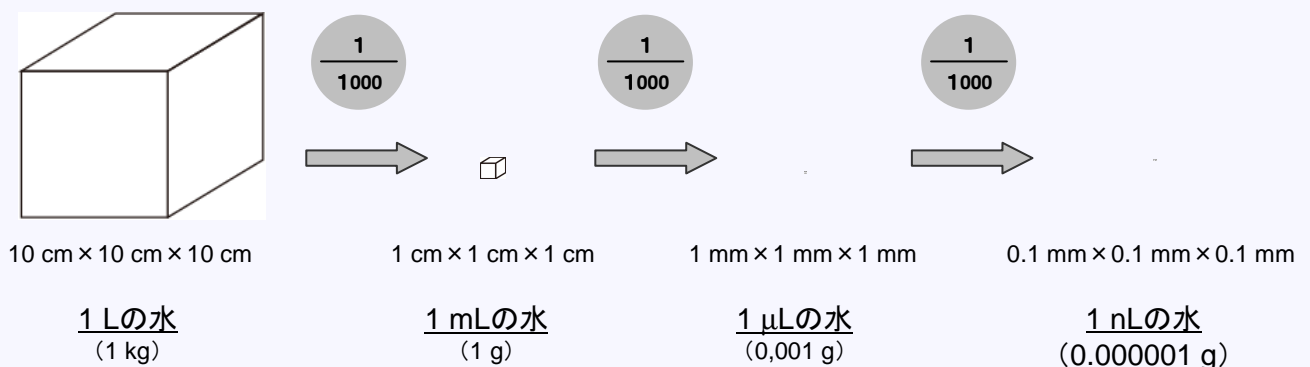 1
1000
1
1000
1
1000
10 cm×10 cm×10 cm
1 cm×1 cm×1 cm
1 mm×1 mm×1 mm
0.1 mm×0.1 mm×0.1 mm
1 Lの水
1 mLの水
1 μLの水
1 nLの水
（1 kg）
（1 g）
（0,001 g）
（0.000001 g）